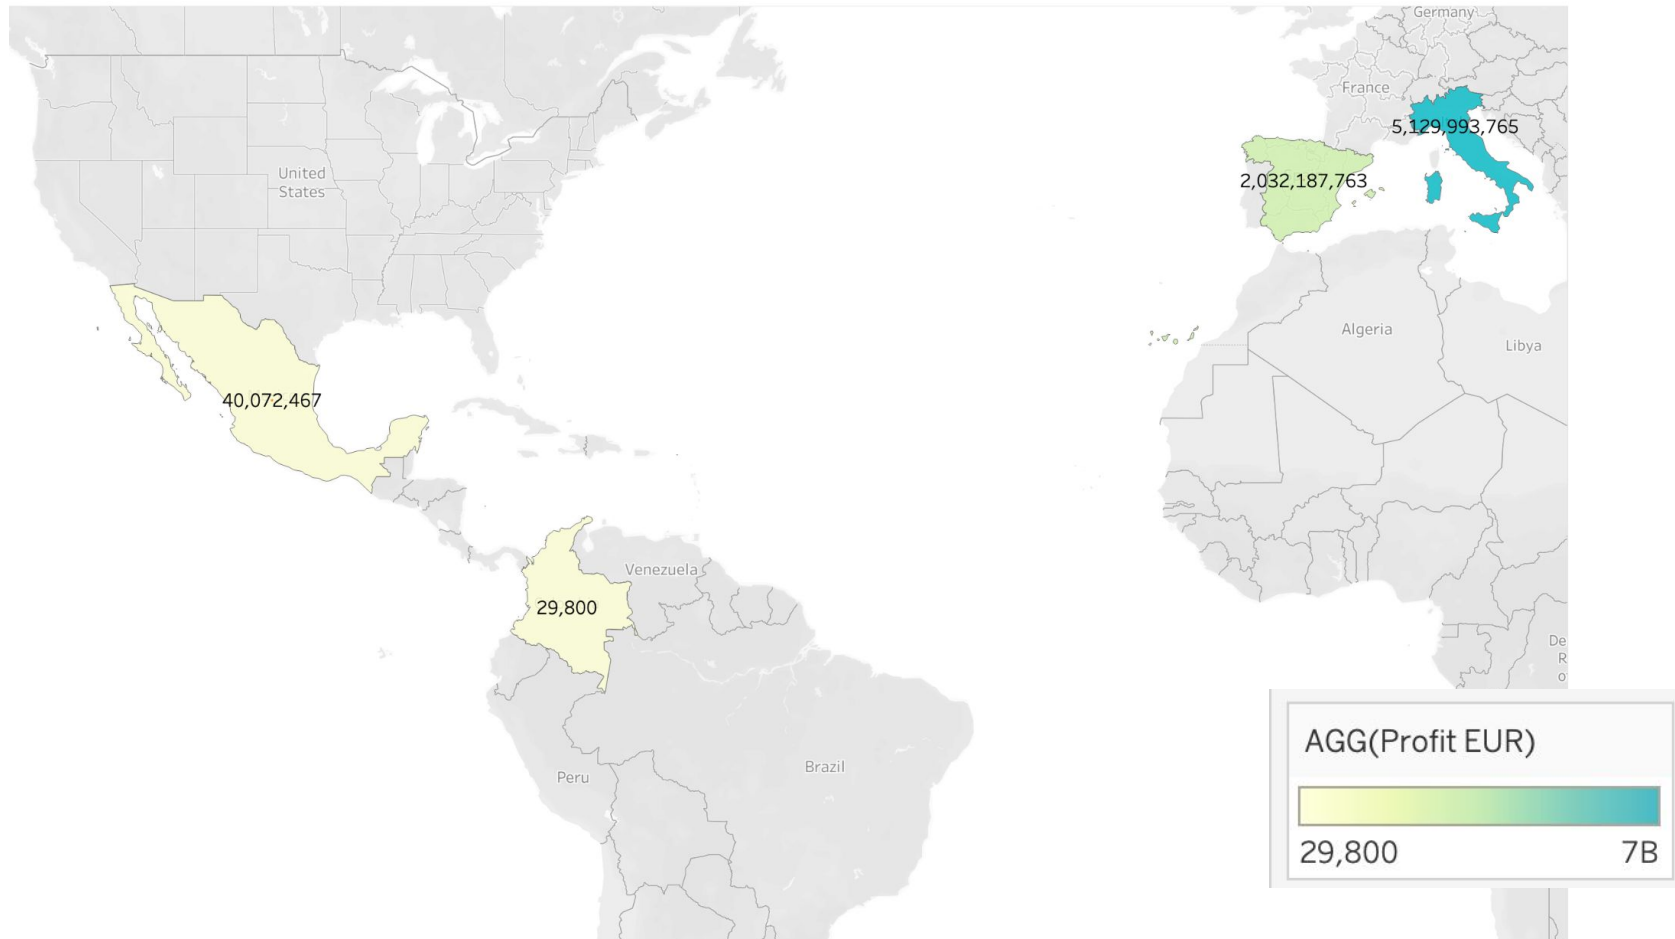 Germany
France
5,129,993,765
United
States
2,032,187,763
Algeria
Libya
40,072,467
Venezuela
29,800
De
R
o
Peru
Brazil
AGG(Profit EUR)
29,800 7B